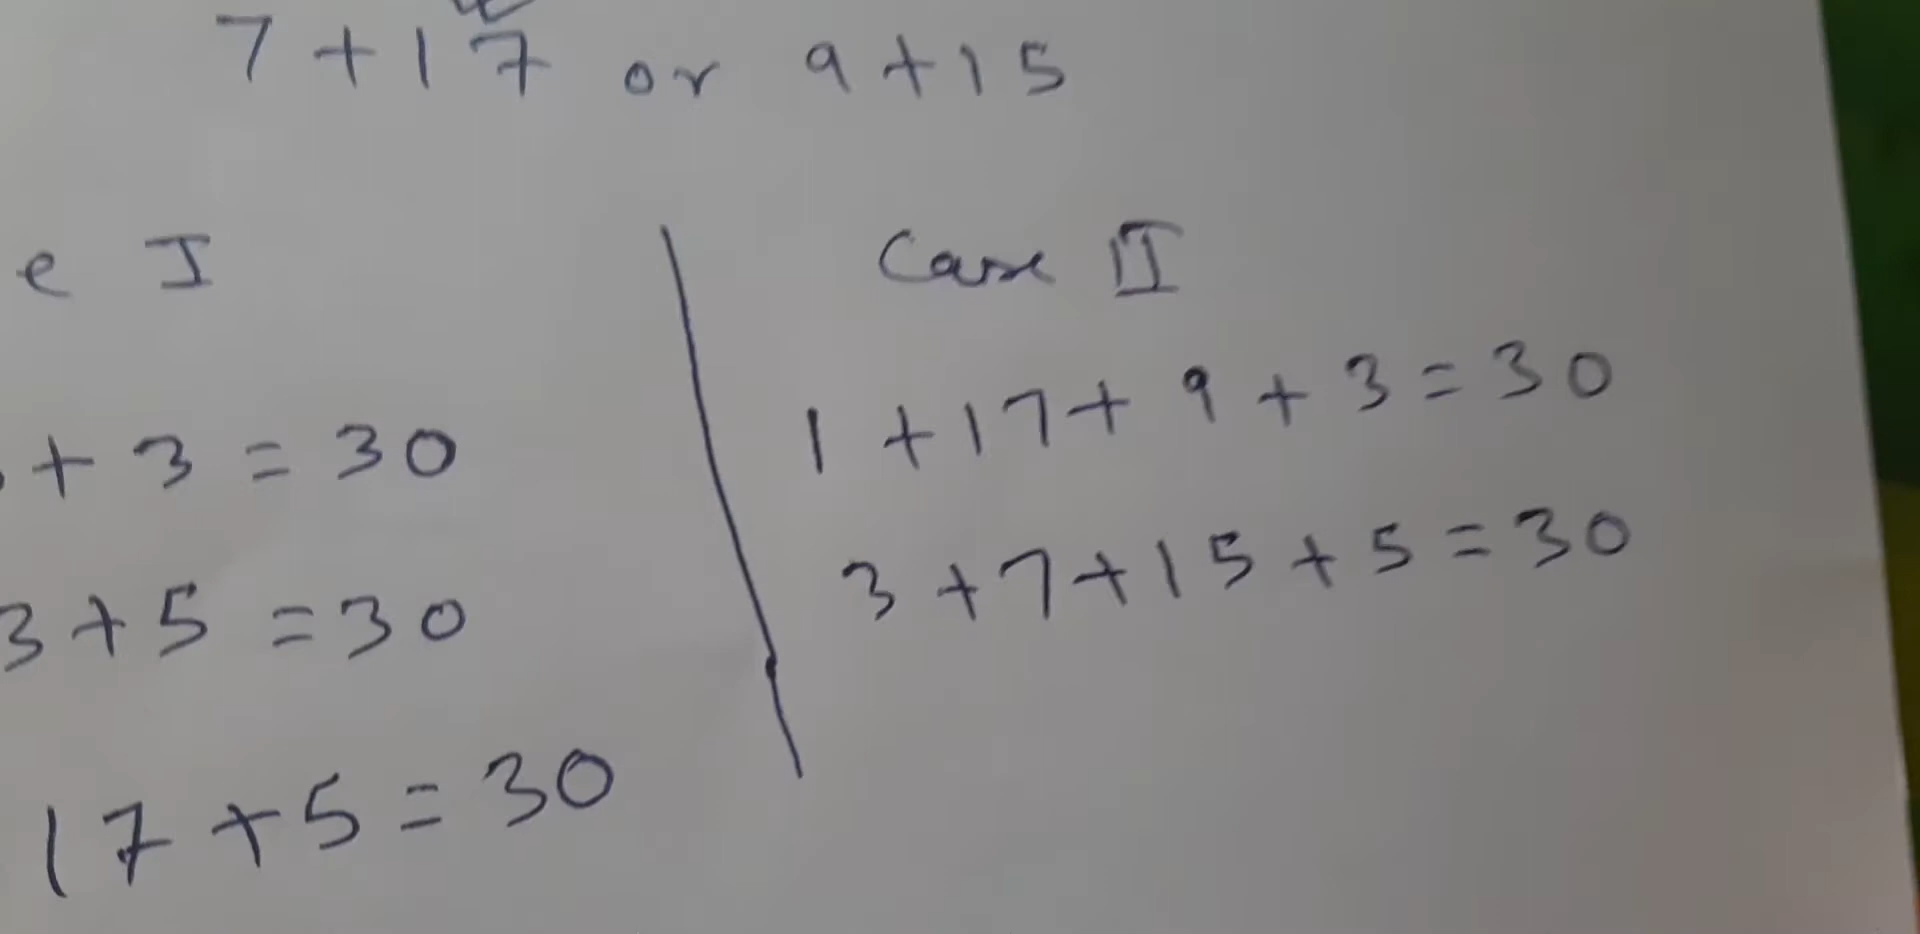 7 + 17 or 9 + 15
e I
+ 3 = 30
3 + 5 = 30
17 + 5 = 30
Case II
1 + 17 + 9 + 3 = 30
3 + 7 + 15 + 5 = 30